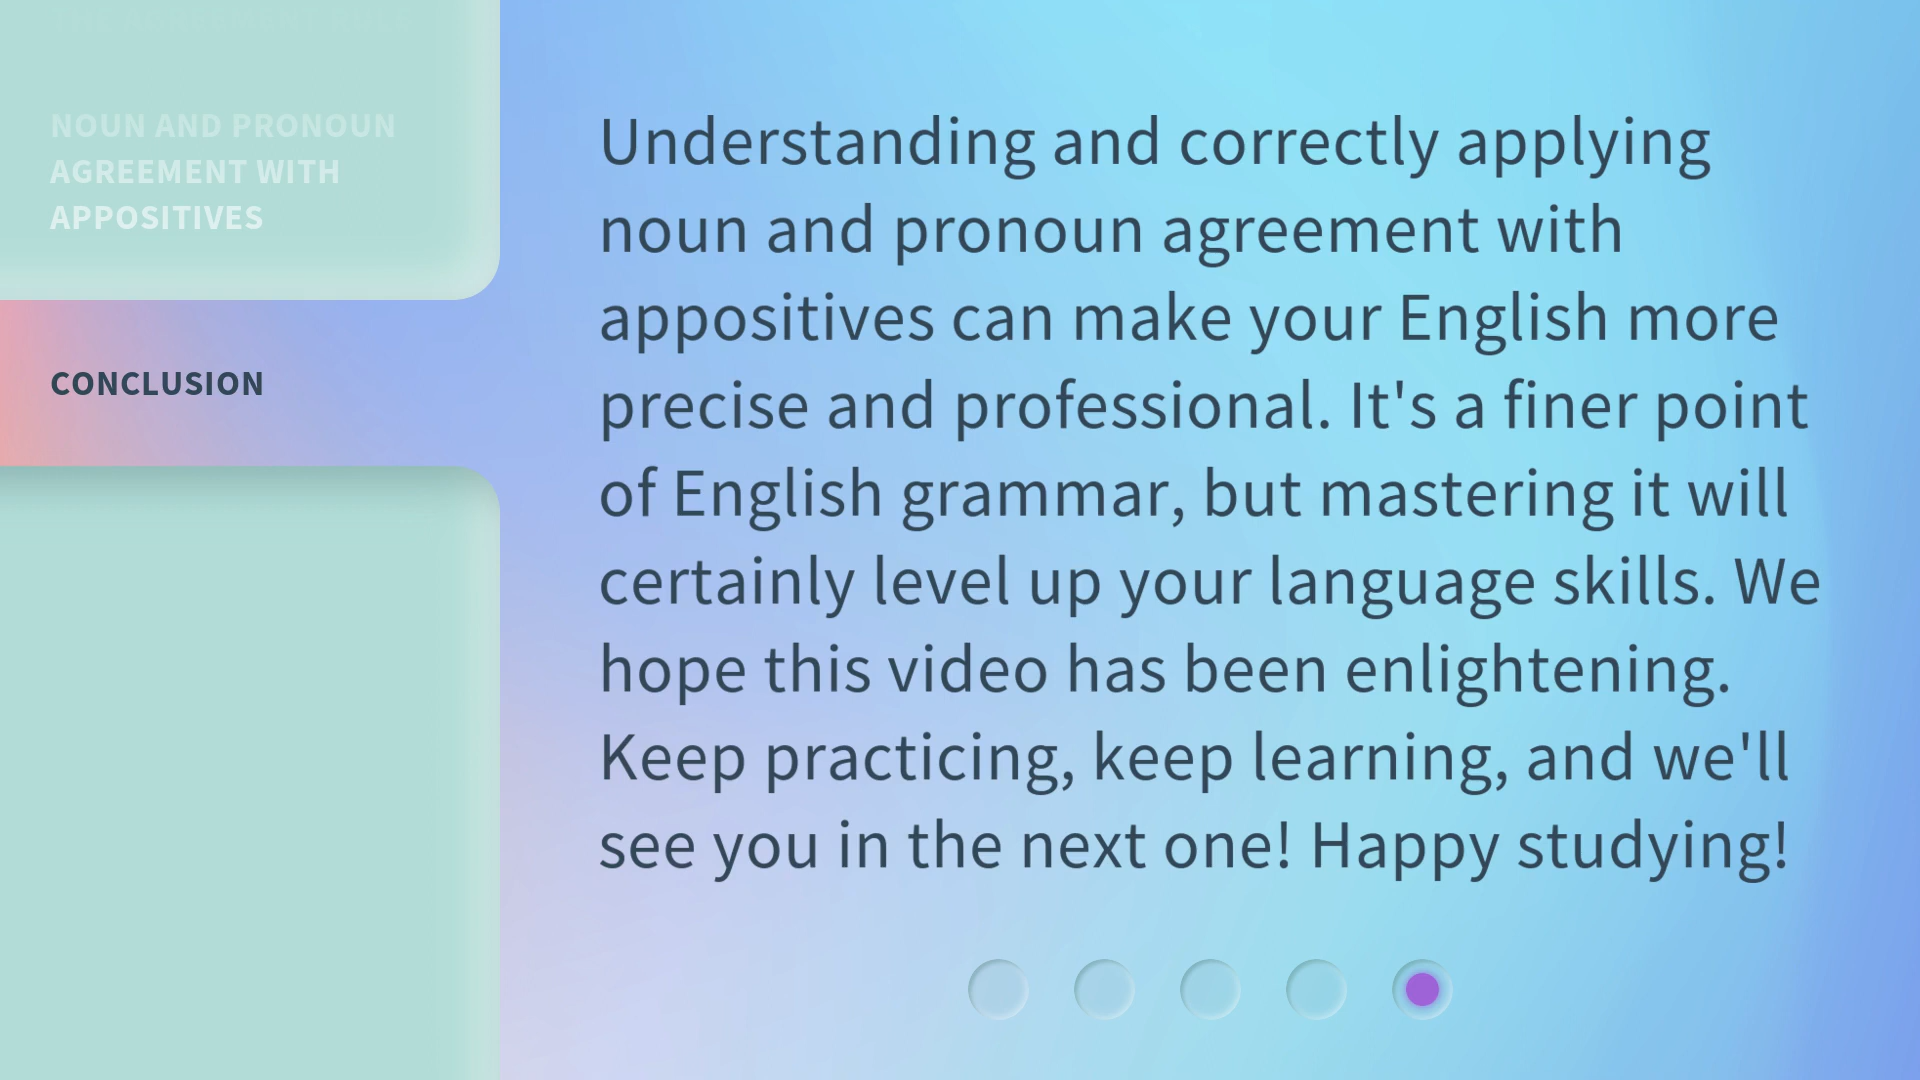 NOUN AND PRONOUN
AGREEMENT WITH
APPOSITIVES
CONCLUSION
Understanding and correctly applying
noun and pronoun agreement with
appositives can make your English more
precise and professional. It's a finer point
of English grammar, but mastering it will
certainly level up your language skills. We
hope this video has been enlightening.
Keep practicing, keep learning, and we'll
see you in the next one! Happy studying!